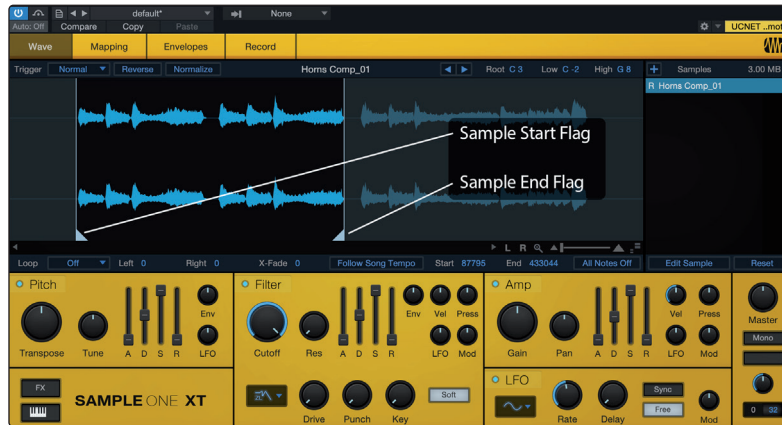 default*
None
Auto: Off Compare Copy Paste
UCNET ..mot
Wave Mapping Envelopes Record
Trigger Normal Reverse Normalize Horns Comp_01 Root C 3 Low C -2 High G 8 + Samples 3.00 MB
R Horns Comp_01
Sample Start Flag
Sample End Flag
L R
Loop Off Left 0 Right 0 X-Fade 0 Follow Song Tempo Start 87795 End 433044 All Notes Off Edit Sample Reset
Pitch Filter Amp
Env Env Vel Press Vel Press
Master
Transpose Tune A D S R LFO Cutoff Res A D S R LFO Mod Gain Pan A D S R LFO Mod
Mono
FX
SAMPLE ONE XT
Soft
Drive Punch Key
LFO
Sync
Free
Rate Delay Mod
0 32